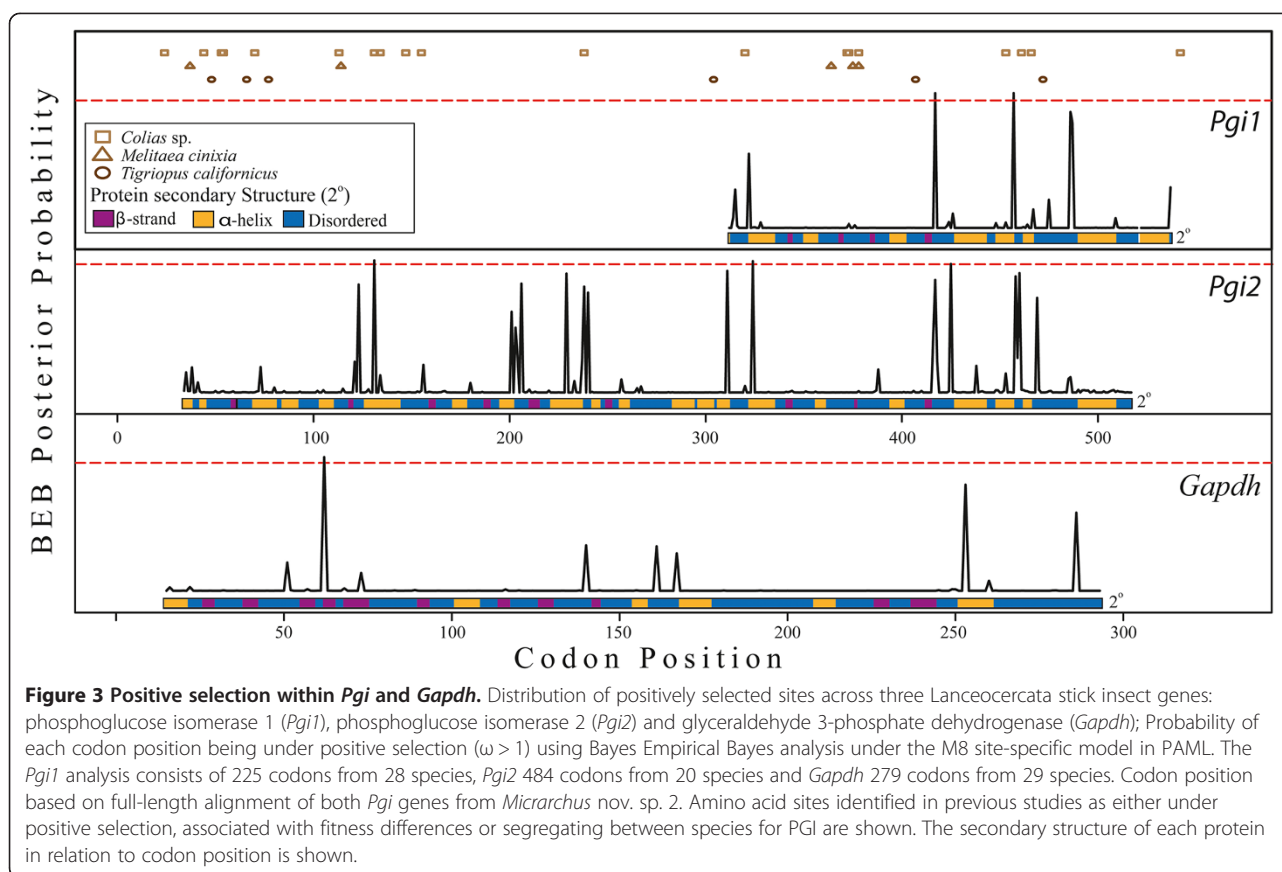 BEB Posterior Probability
Pgi1
Colias sp.
Melitaea cinixia
Tigriopus californicus
Protein secondary Structure (2°)
β-strand α-helix Disordered
2°
Pgi2
2°
0 100 200 300 400 500
Gapdh
2°
50 100 150 200 250 300
Codon Position
Figure 3 Positive selection within Pgi and Gapdh. Distribution of positively selected sites across three Lanceocercata stick insect genes:
phosphoglucose isomerase 1 (Pgi1), phosphoglucose isomerase 2 (Pgi2) and glyceraldehyde 3-phosphate dehydrogenase (Gapdh); Probability of
each codon position being under positive selection (ω > 1) using Bayes Empirical Bayes analysis under the M8 site-specific model in PAML. The
Pgi1 analysis consists of 225 codons from 28 species, Pgi2 484 codons from 20 species and Gapdh 279 codons from 29 species. Codon position
based on full-length alignment of both Pgi genes from Micrarchus nov. sp. 2. Amino acid sites identified in previous studies as either under
positive selection, associated with fitness differences or segregating between species for PGI are shown. The secondary structure of each protein
in relation to codon position is shown.